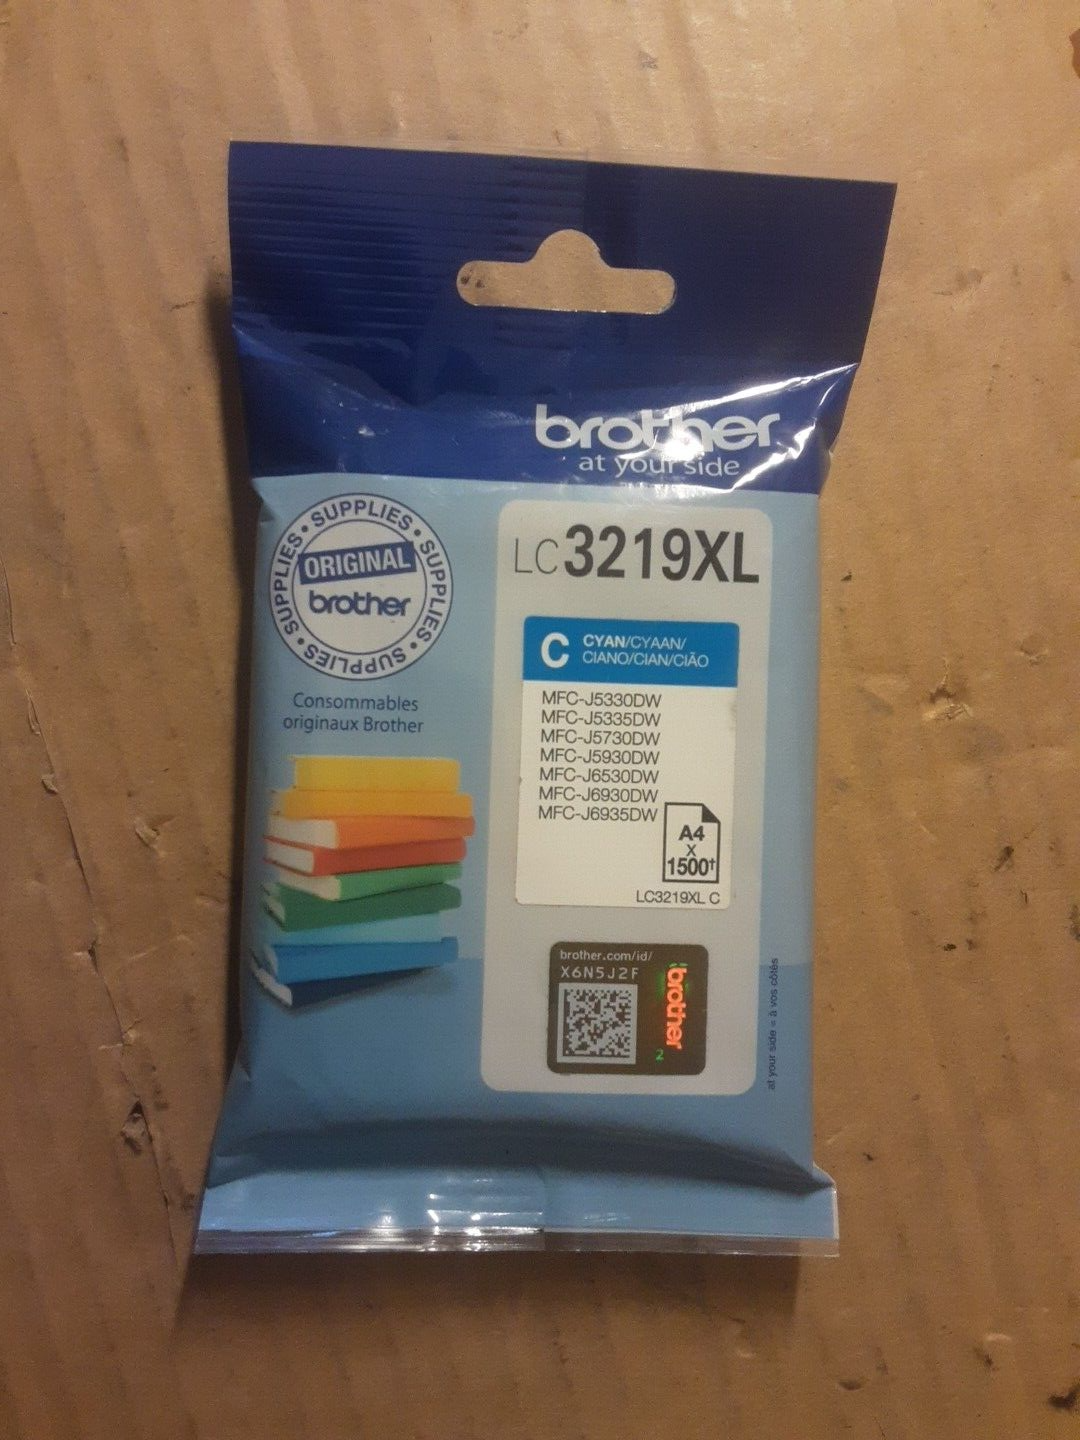 brother
at your side
SUPPLIES • SUPPLIES • SUPPLIES • SUPPLIES •
ORIGINAL
brother
Consommables
originaux Brother
LC3219XL
C CYAN/CYAAN/
CIANO/CIAN/CIÃO
MFC-J5330DW
MFC-J5335DW
MFC-J5730DW
MFC-J5930DW
MFC-J6530DW
MFC-J6930DW
MFC-J6935DW
A4
x
1500†
LC3219XL C
brother.com/id/
X6N5J2F
brother
2
at your side = à vos côtés